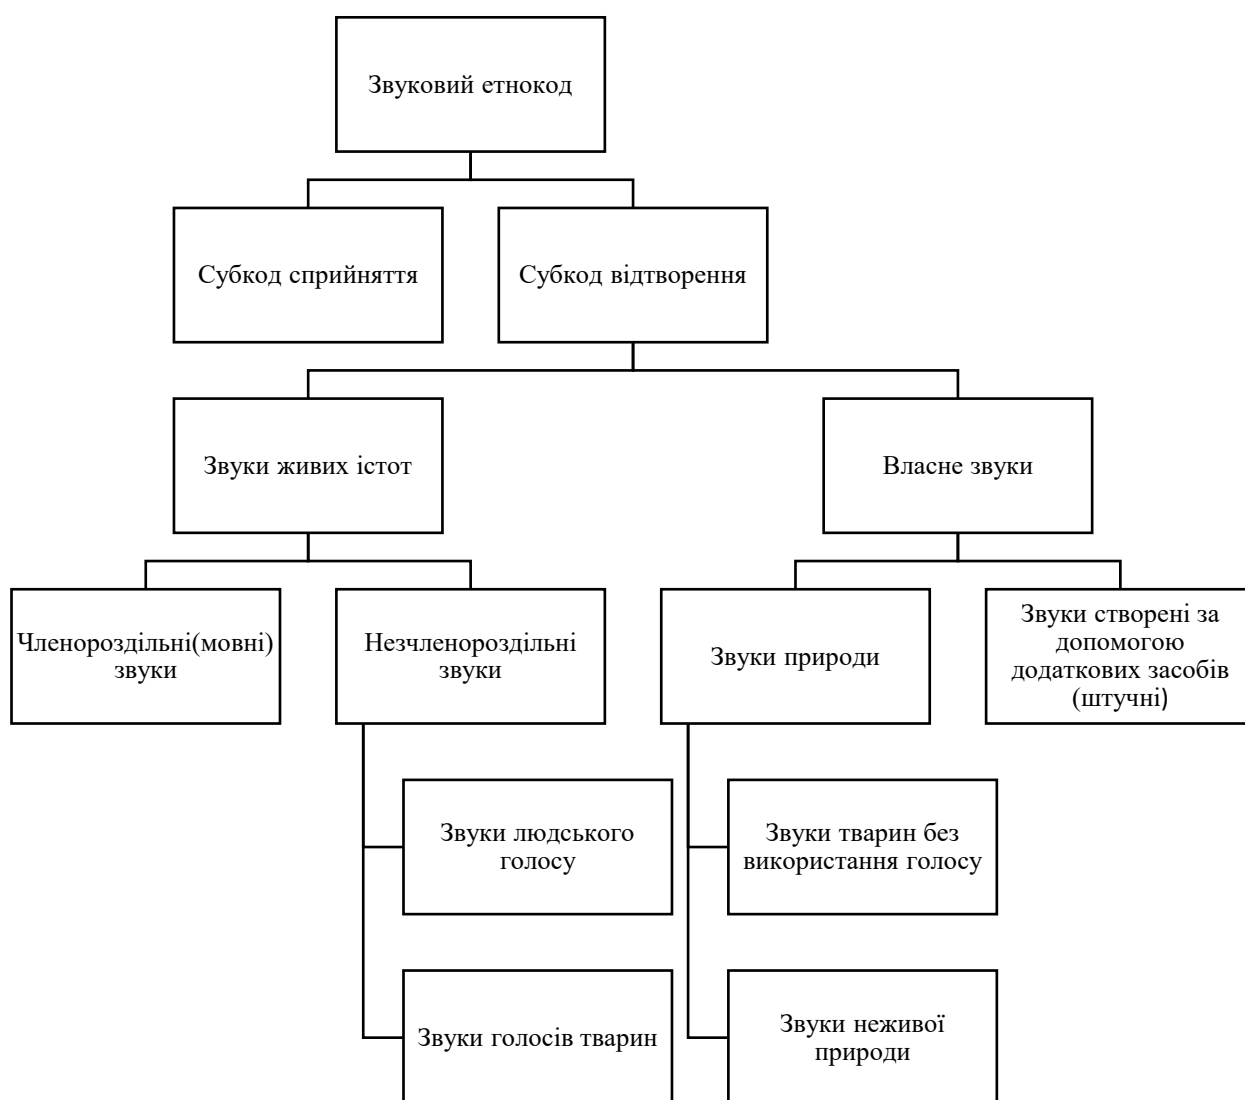 Звуковий етнокод
Субкод сприйняття
Субкод відтворення
Звуки живих істот
Власне звуки
Членороздільні(мовні)
звуки
Незчленороздільні
звуки
Звуки природи
Звуки створені за
допомогою
додаткових засобів
(штучні)
Звуки людського
голосу
Звуки тварин без
використання голосу
Звуки голосів тварин
Звуки неживої
природи